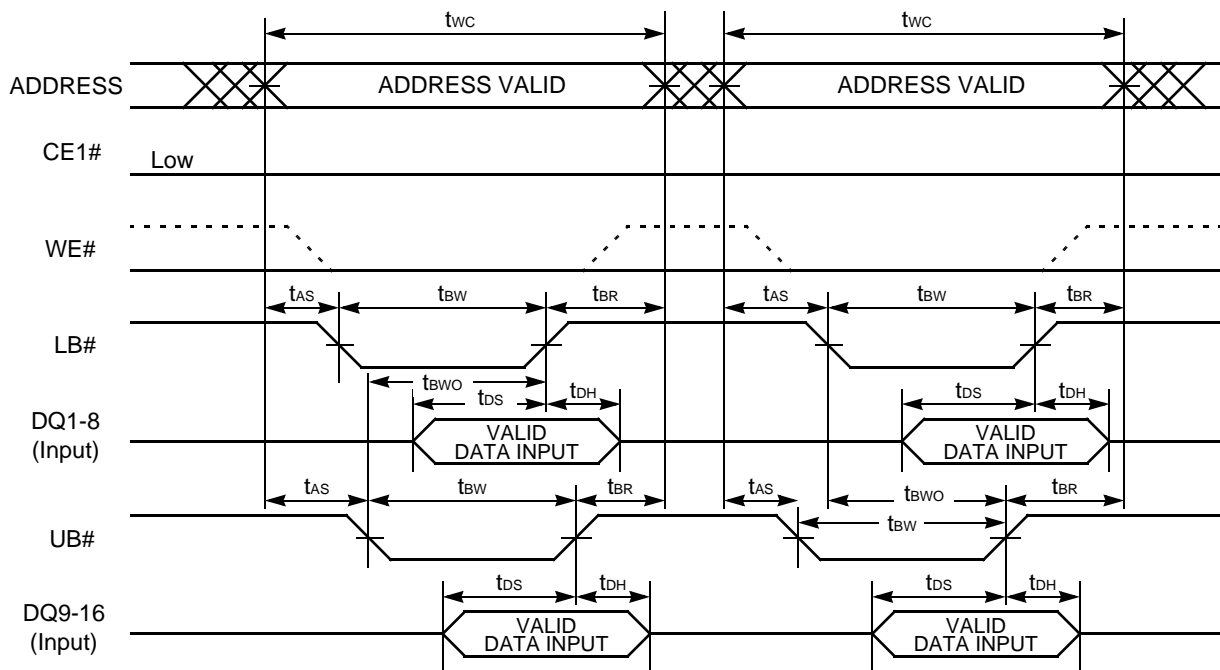 tWC tWC
ADDRESS ADDRESS VALID ADDRESS VALID
CE1# Low
WE#
tAS tBW tBR tAS tBW tBR
LB#
tBWO
tDS tDH tDS tDH
DQ1-8
(Input)
VALID
DATA INPUT
VALID
DATA INPUT
tAS tBW tBR tAS tBWO tBR
tBW
UB#
tDS tDH tDS tDH
DQ9-16
(Input)
VALID
DATA INPUT
VALID
DATA INPUT